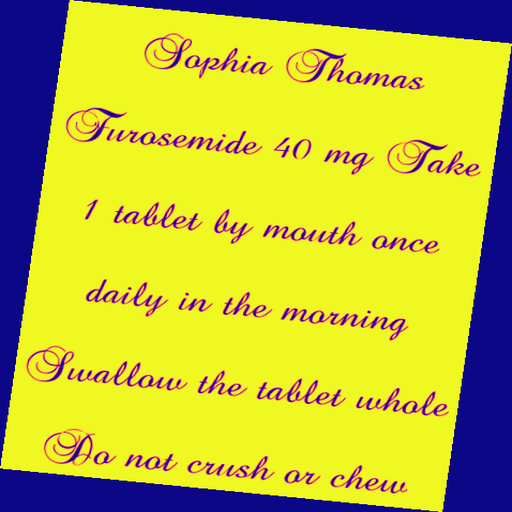 Sophia Thomas
Furosemide 40 mg Take
1 tablet by mouth once
daily in the morning
Swallow the tablet whole
Do not crush or chew